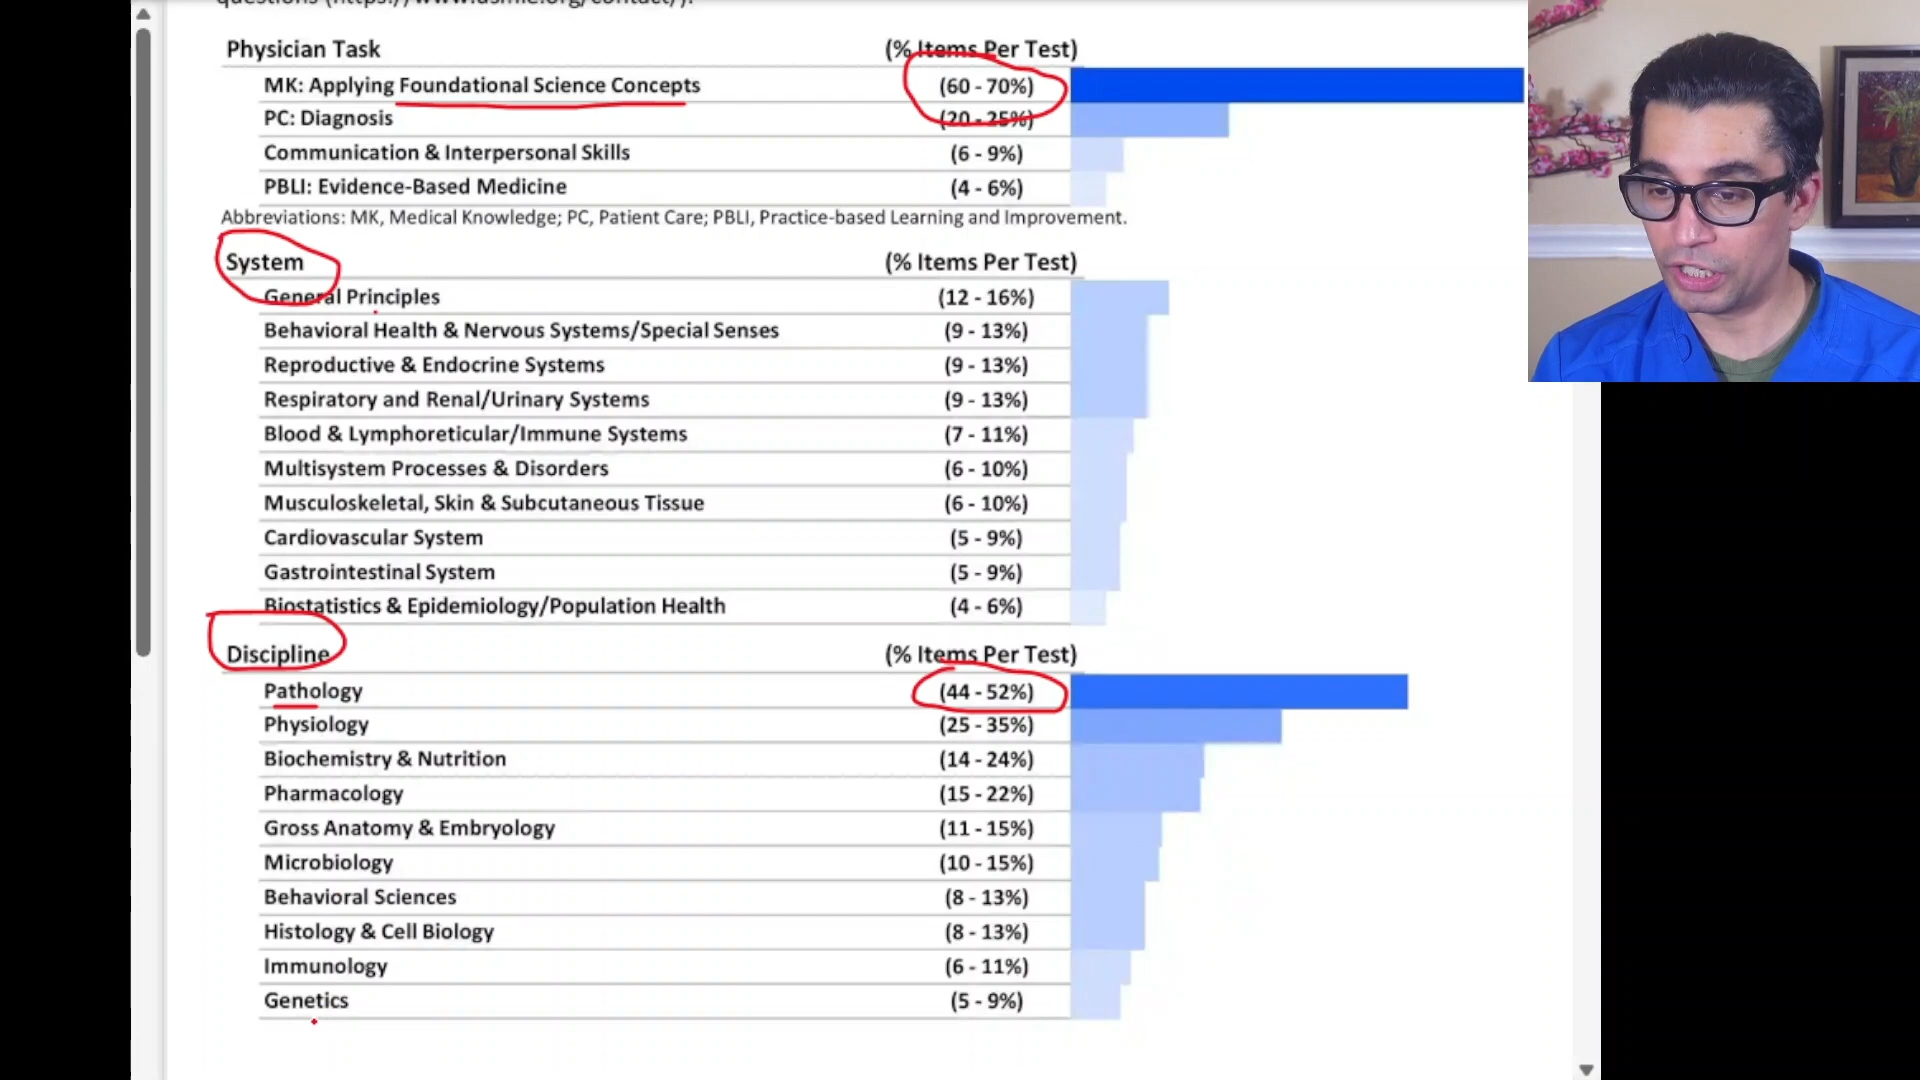 questions (https://www.usmle.org/contact/).
Physician Task (% Items Per Test)
MK: Applying Foundational Science Concepts (60 - 70%)
PC: Diagnosis (20 - 25%)
Communication & Interpersonal Skills (6 - 9%)
PBLI: Evidence-Based Medicine (4 - 6%)
Abbreviations: MK, Medical Knowledge; PC, Patient Care; PBLI, Practice-based Learning and Improvement.
System (% Items Per Test)
General Principles (12 - 16%)
Behavioral Health & Nervous Systems/Special Senses (9 - 13%)
Reproductive & Endocrine Systems (9 - 13%)
Respiratory and Renal/Urinary Systems (9 - 13%)
Blood & Lymphoreticular/Immune Systems (7 - 11%)
Multisystem Processes & Disorders (6 - 10%)
Musculoskeletal, Skin & Subcutaneous Tissue (6 - 10%)
Cardiovascular System (5 - 9%)
Gastrointestinal System (5 - 9%)
Biostatistics & Epidemiology/Population Health (4 - 6%)
Discipline (% Items Per Test)
Pathology (44 - 52%)
Physiology (25 - 35%)
Biochemistry & Nutrition (14 - 24%)
Pharmacology (15 - 22%)
Gross Anatomy & Embryology (11 - 15%)
Microbiology (10 - 15%)
Behavioral Sciences (8 - 13%)
Histology & Cell Biology (8 - 13%)
Immunology (6 - 11%)
Genetics (5 - 9%)